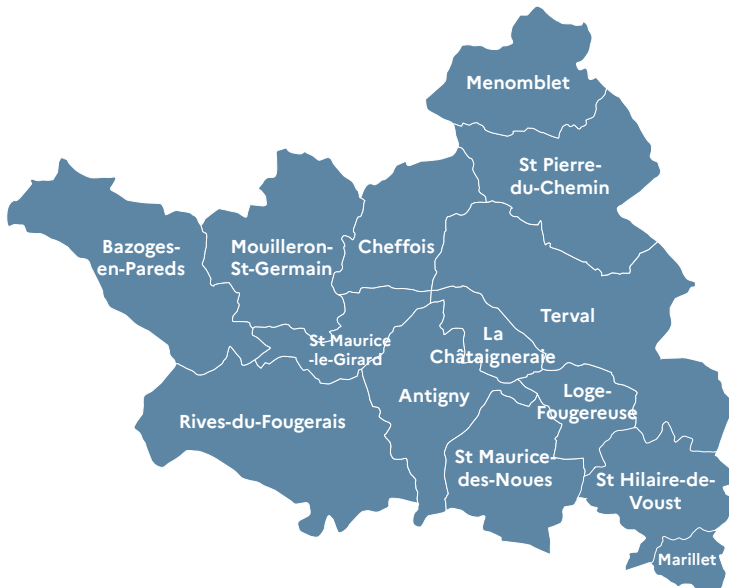 Menomblet
St Pierre-
du-Chemin
Bazoges-
en-Pareds
Mouilleron-
St-Germain
Cheffois
Terval
St Maurice
-le-Girard
La
Châtaigneraie
Antigny
Loge-
Fougereuse
Rives-du-Fougerais
St Maurice-
des-Noues
St Hilaire-de-
Voust
Marillet